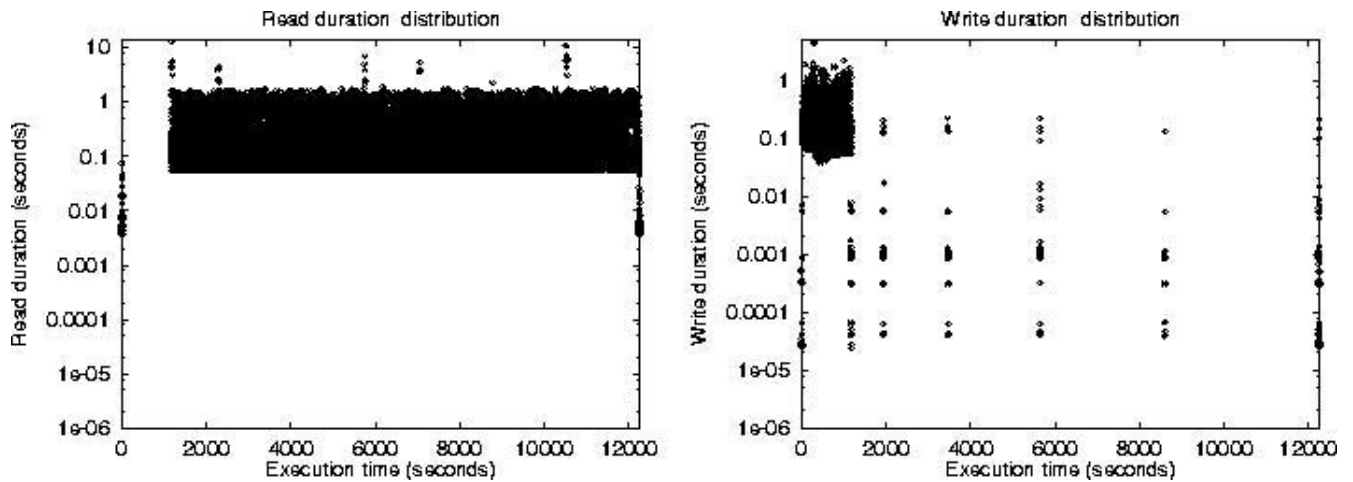 Read duration distribution
Read duration (seconds)
10
1
0.1
0.01
0.001
0.0001
1e-05
1e-06
0 2000 4000 6000 8000 10000 12000
Execution time (seconds)
Write duration distribution
Write duration (seconds)
1
0.1
0.01
0.001
0.0001
1e-05
1e-06
0 2000 4000 6000 8000 10000 12000
Execution time (seconds)